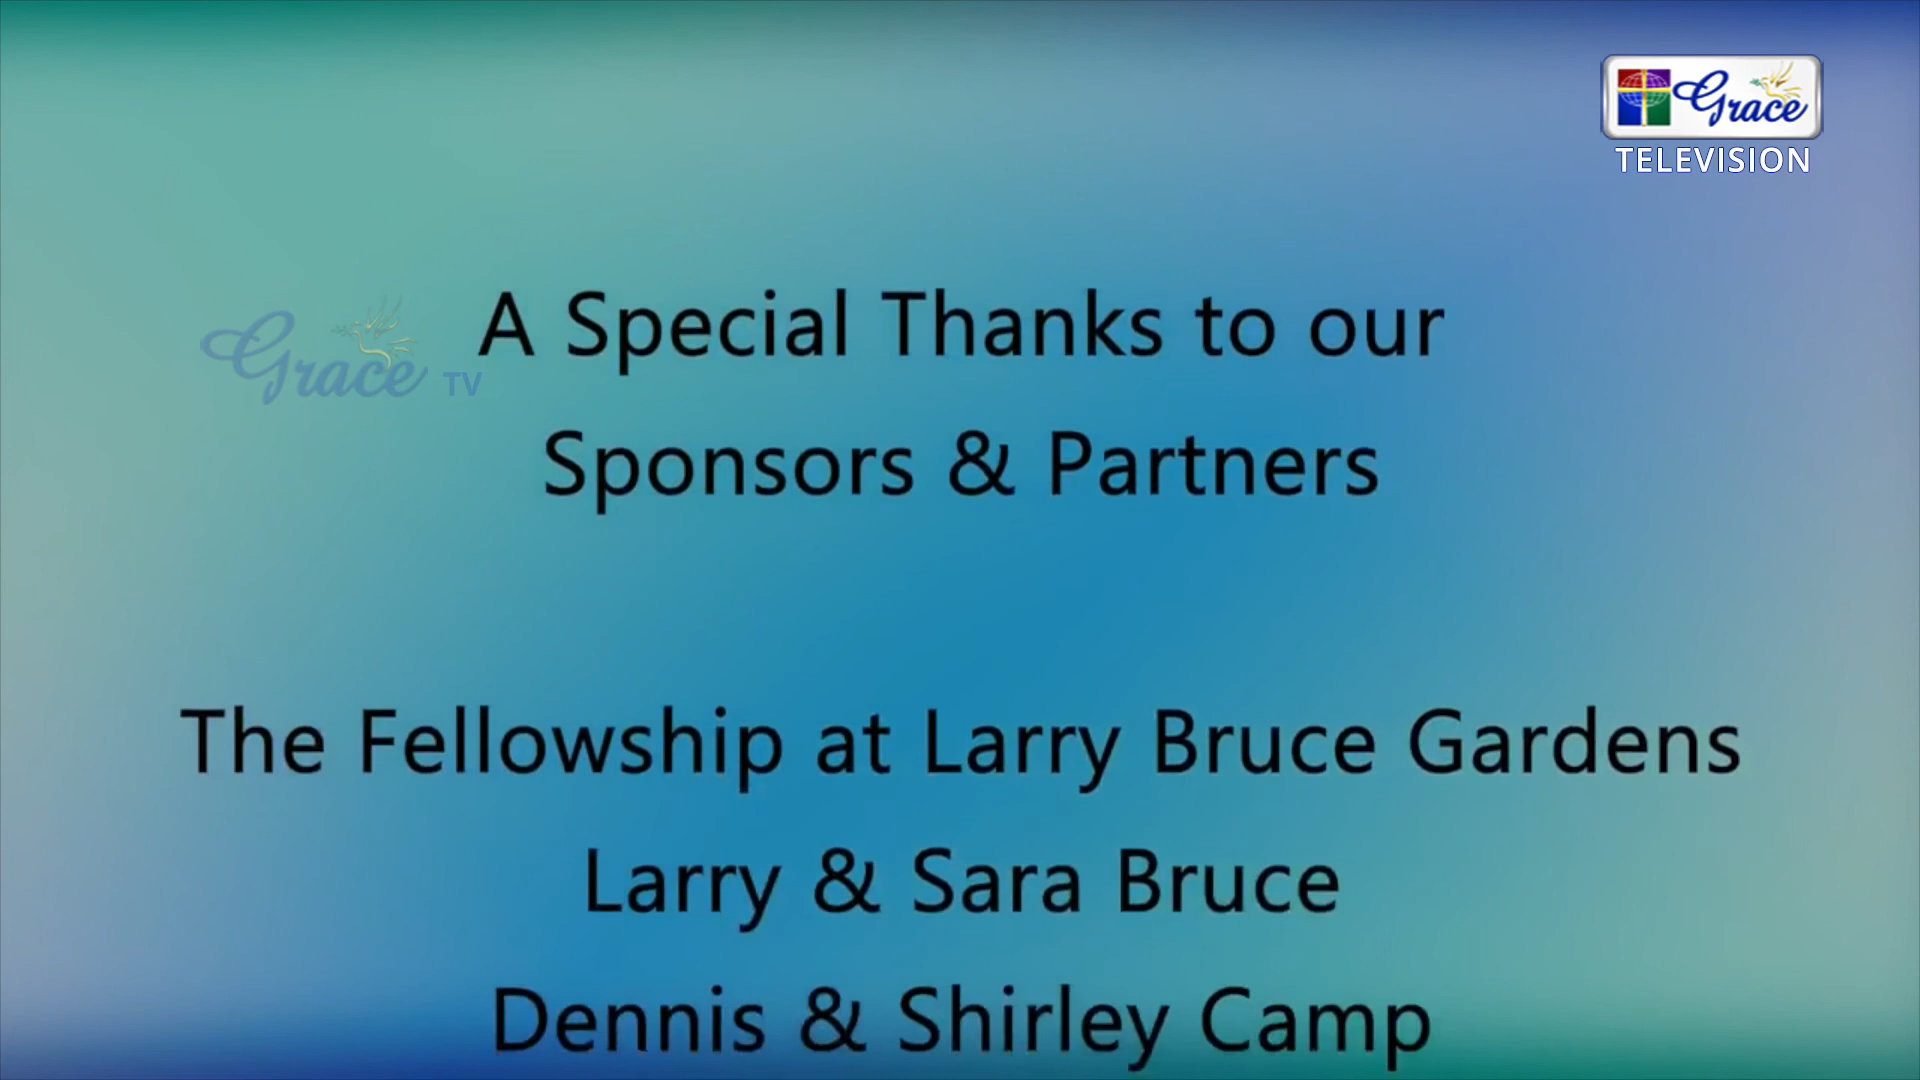 Grace
TELEVISION
Grace TV
A Special Thanks to our
Sponsors & Partners
The Fellowship at Larry Bruce Gardens
Larry & Sara Bruce
Dennis & Shirley Camp